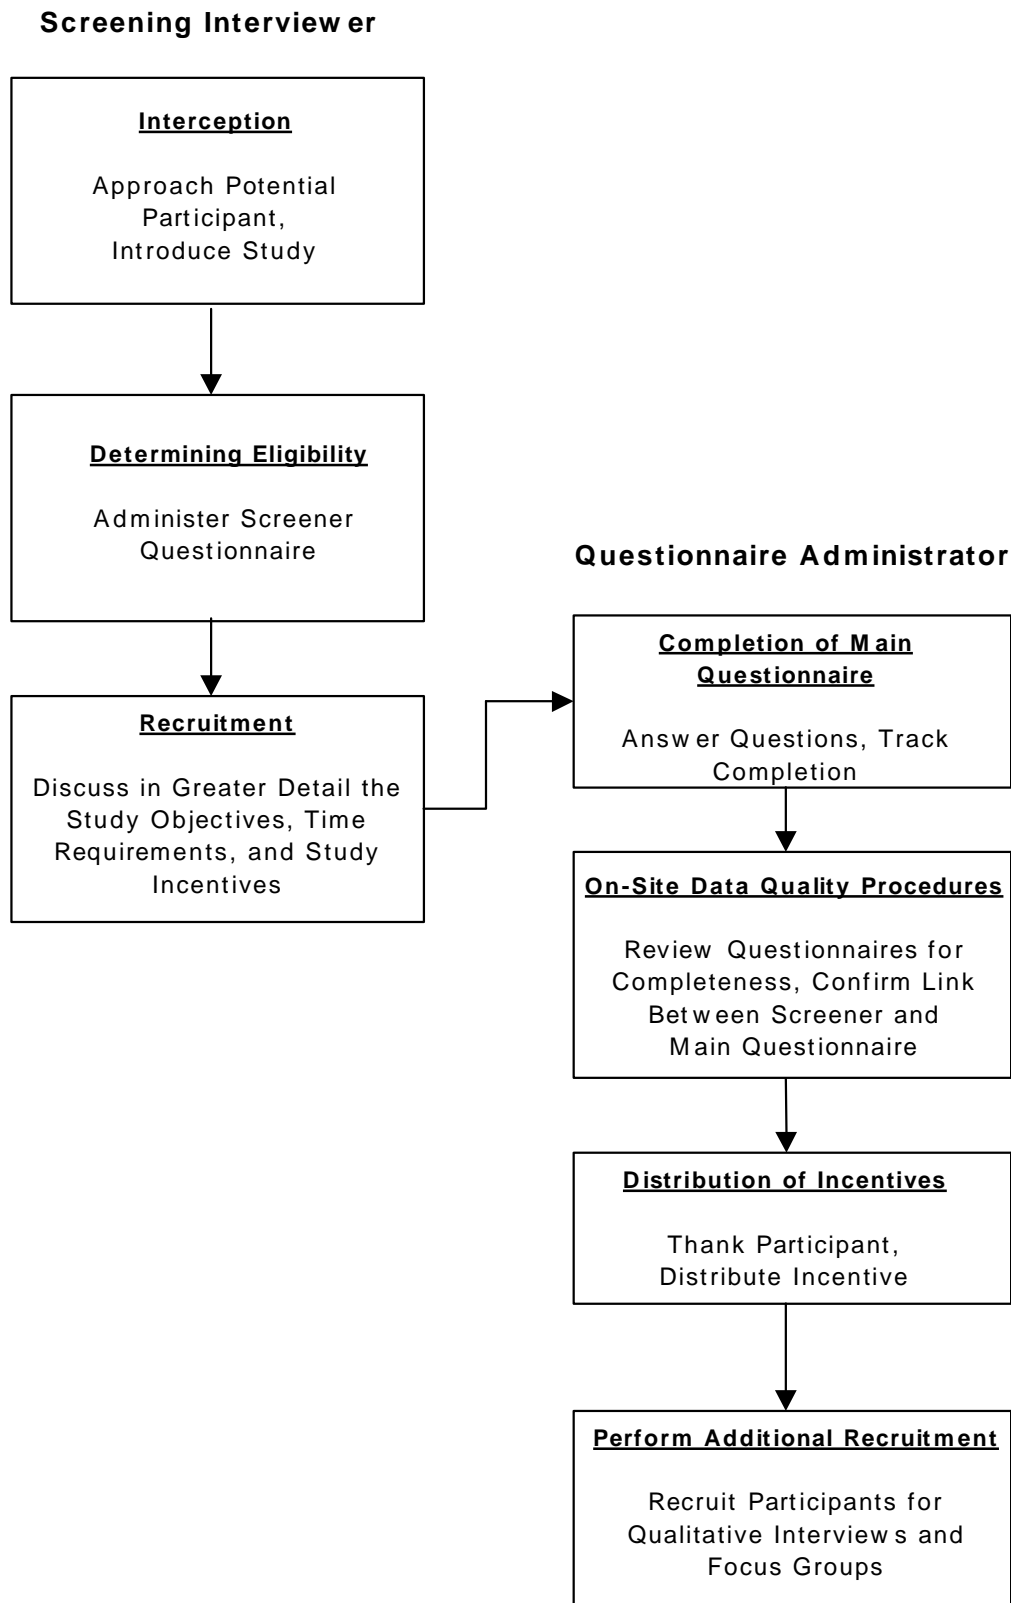 Screening Interviewer
Interception
Approach Potential
Participant,
Introduce Study
Determining Eligibility
Administer Screener
Questionnaire
Recruitment
Discuss in Greater Detail the
Study Objectives, Time
Requirements, and Study
Incentives
Questionnaire Administrator
Completion of Main
Questionnaire
Answer Questions, Track
Completion
On-Site Data Quality Procedures
Review Questionnaires for
Completeness, Confirm Link
Between Screener and
Main Questionnaire
Distribution of Incentives
Thank Participant,
Distribute Incentive
Perform Additional Recruitment
Recruit Participants for
Qualitative Interviews and
Focus Groups